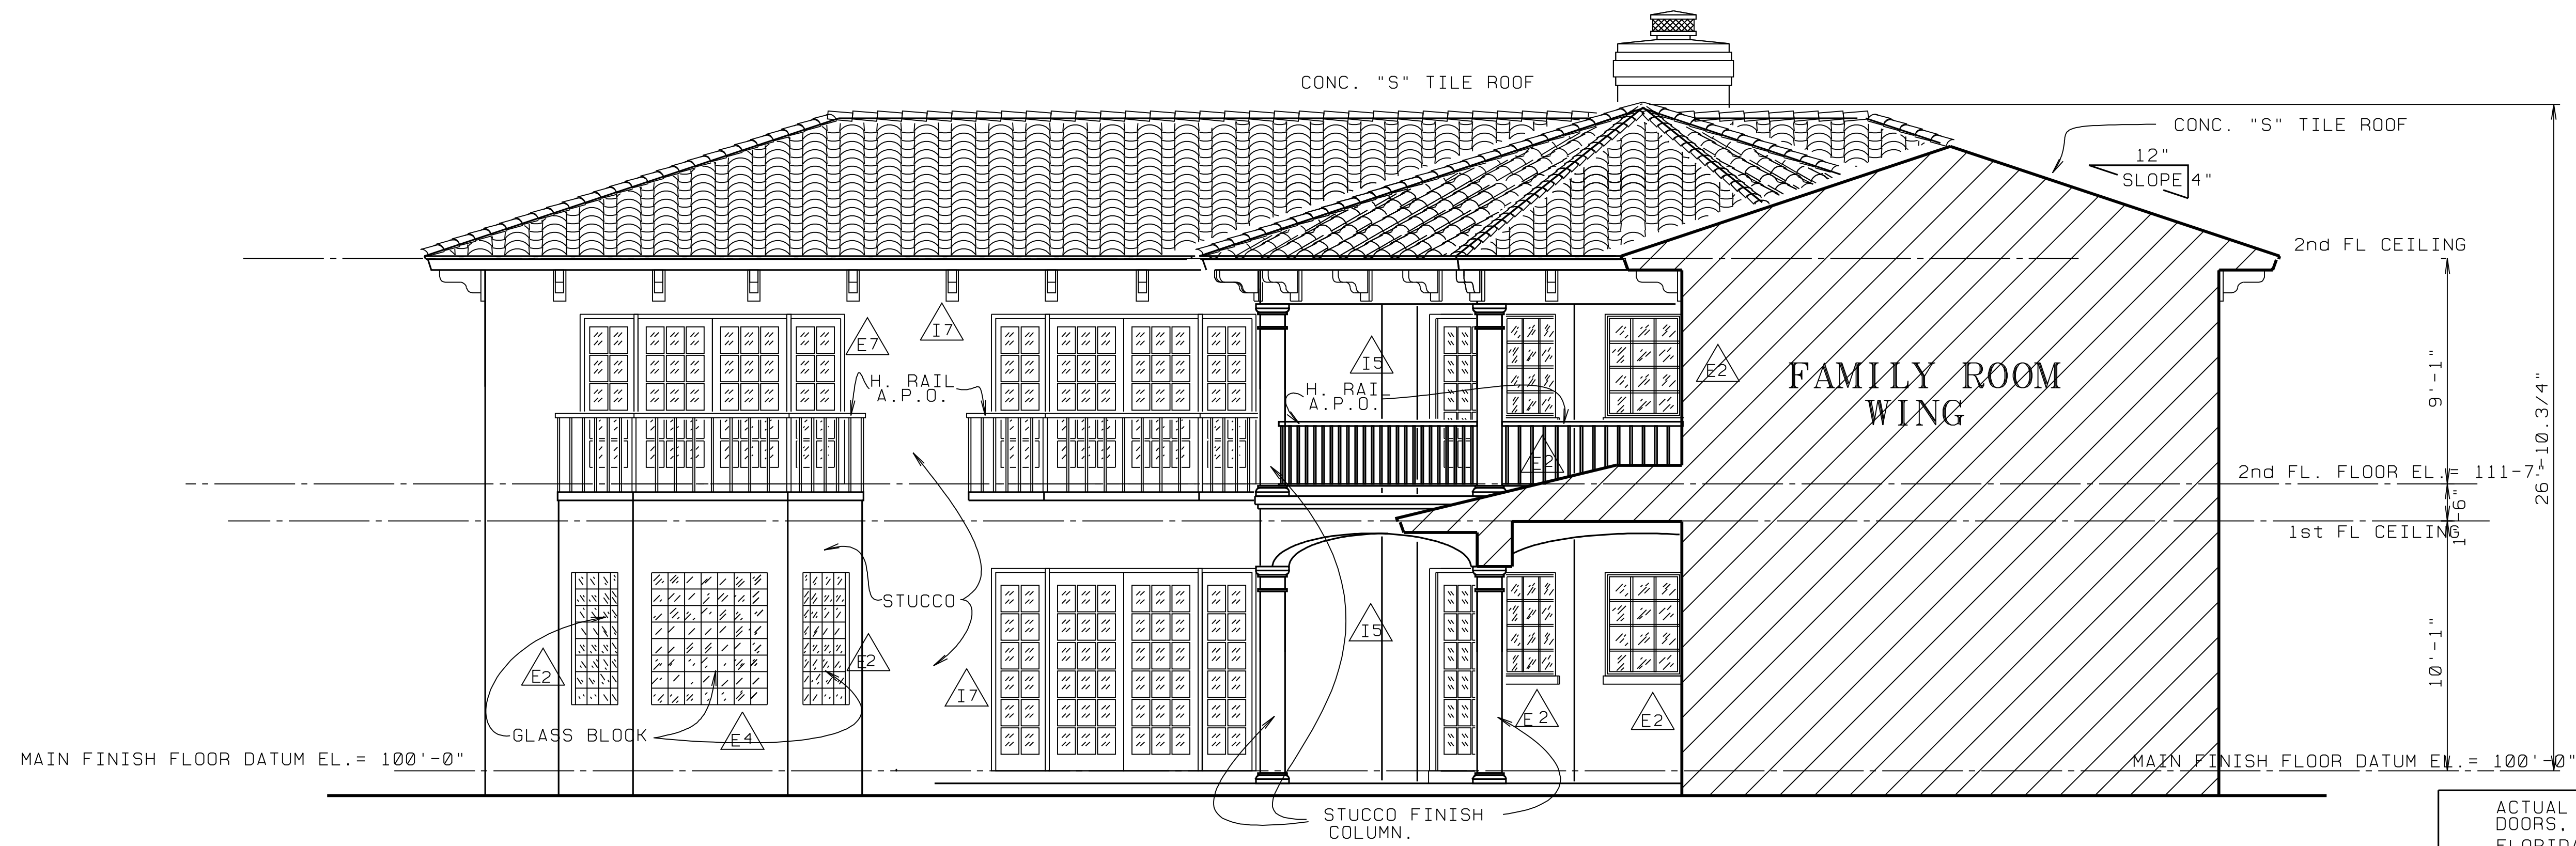 CONC. "S" TILE ROOF
CONC. "S" TILE ROOF
12"
SLOPE 4"
2nd FL CEILING
E7
I7
I5
E2
H. RAIL
A.P.O.
H. RAIL
A.P.O.
FAMILY ROOM
WING
9'-1"
26'-10.3/4"
E2
2nd FL. FLOOR EL.= 111-7"
1'-6"
1st FL CEILING
STUCCO
I5
E2
E2
I7
10'-1"
E2
E2
GLASS BLOCK
E4
MAIN FINISH FLOOR DATUM EL.= 100'-0"
MAIN FINISH FLOOR DATUM EL.= 100'-0"
STUCCO FINISH
COLUMN.
ACTUAL
DOORS.
FLORIDA